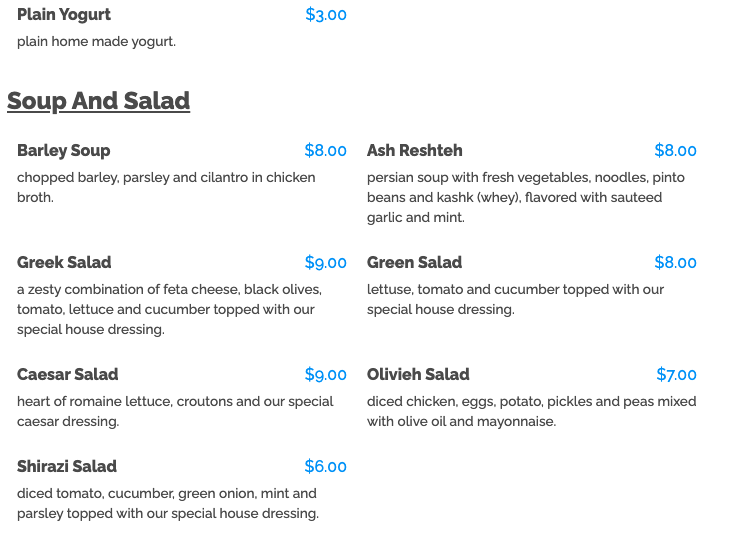 Plain Yogurt $3.00
plain home made yogurt.
Soup And Salad
Barley Soup $8.00
chopped barley, parsley and cilantro in chicken
broth.
Ash Reshteh $8.00
persian soup with fresh vegetables, noodles, pinto
beans and kashk (whey), flavored with sauteed
garlic and mint.
Greek Salad $9.00
a zesty combination of feta cheese, black olives,
tomato, lettuce and cucumber topped with our
special house dressing.
Green Salad $8.00
lettuse, tomato and cucumber topped with our
special house dressing.
Caesar Salad $9.00
heart of romaine lettuce, croutons and our special
caesar dressing.
Olivieh Salad $7.00
diced chicken, eggs, potato, pickles and peas mixed
with olive oil and mayonnaise.
Shirazi Salad $6.00
diced tomato, cucumber, green onion, mint and
parsley topped with our special house dressing.